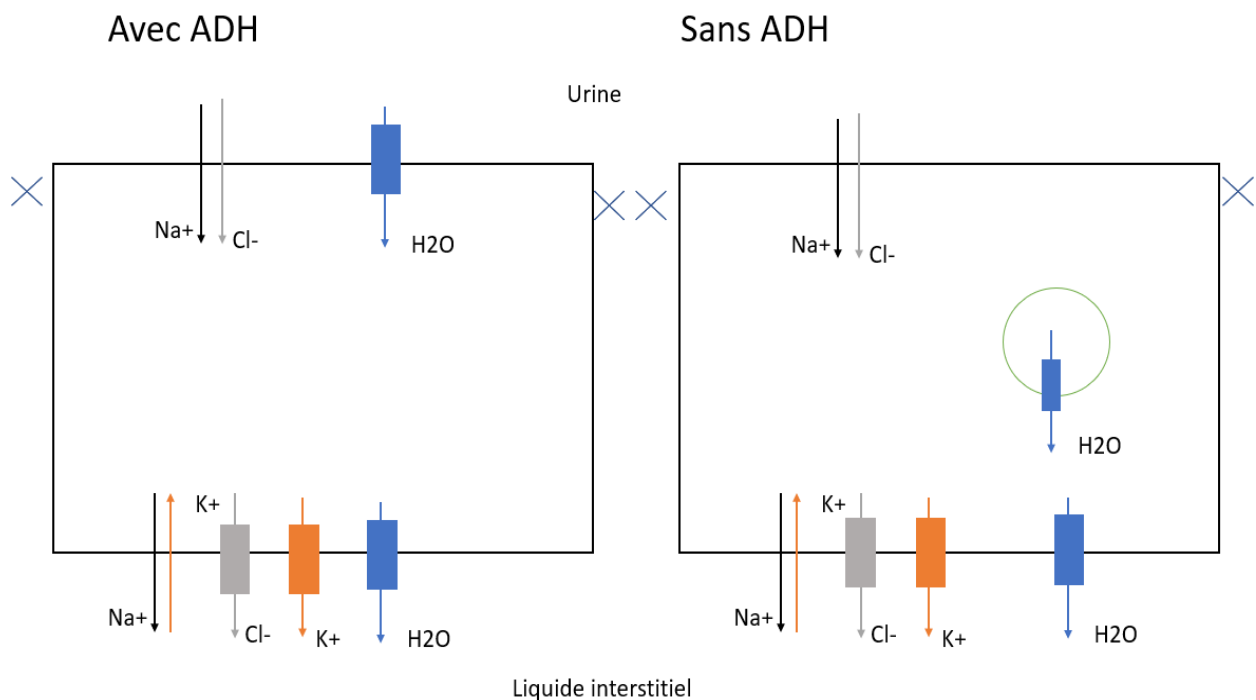 Avec ADH
Sans ADH
Urine
Na+
Cl-
H2O
Na+
Cl-
H2O
K+
Na+
Cl-
K+
H2O
K+
Na+
Cl-
K+
H2O
Liquide interstitiel